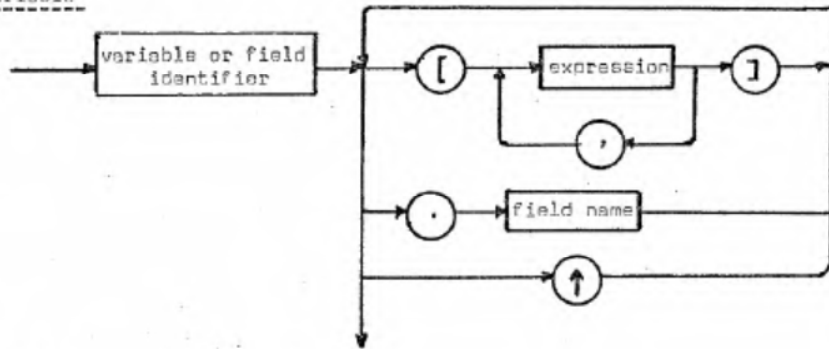 variable or field
identifier
[
expression
]
,
.
field name
↑